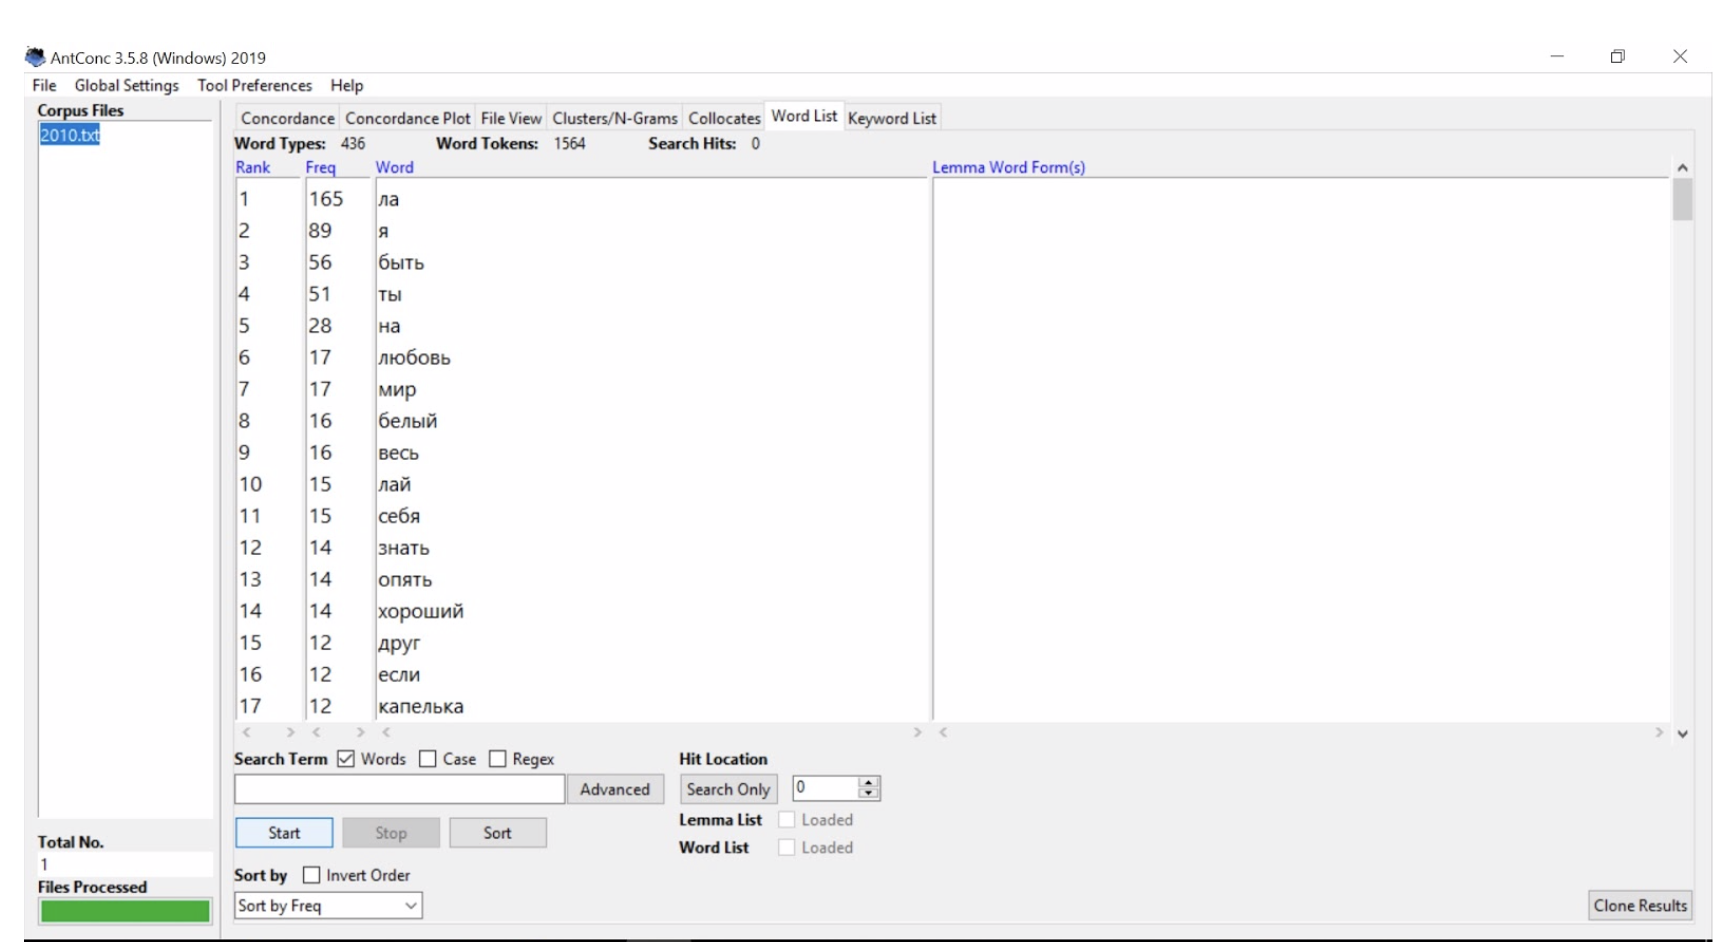 AntConc 3.5.8 (Windows) 2019
File Global Settings Tool Preferences Help
Corpus Files
2010.txt
Concordance Concordance Plot File View Clusters/N-Grams Collocates Word List Keyword List
Word Types: 436 Word Tokens: 1564 Search Hits: 0
Rank Freq Word Lemma Word Form(s)
1 165 ла
2 89 я
3 56 быть
4 51 ты
5 28 на
6 17 любовь
7 17 мир
8 16 белый
9 16 весь
10 15 лай
11 15 себя
12 14 знать
13 14 опять
14 14 хороший
15 12 друг
16 12 если
17 12 капелька
Search Term Words Case Regex Hit Location
Advanced Search Only 0
Start Stop Sort Lemma List Loaded
Word List Loaded
Total No.
1
Files Processed
Sort by Invert Order
Sort by Freq
Clone Results